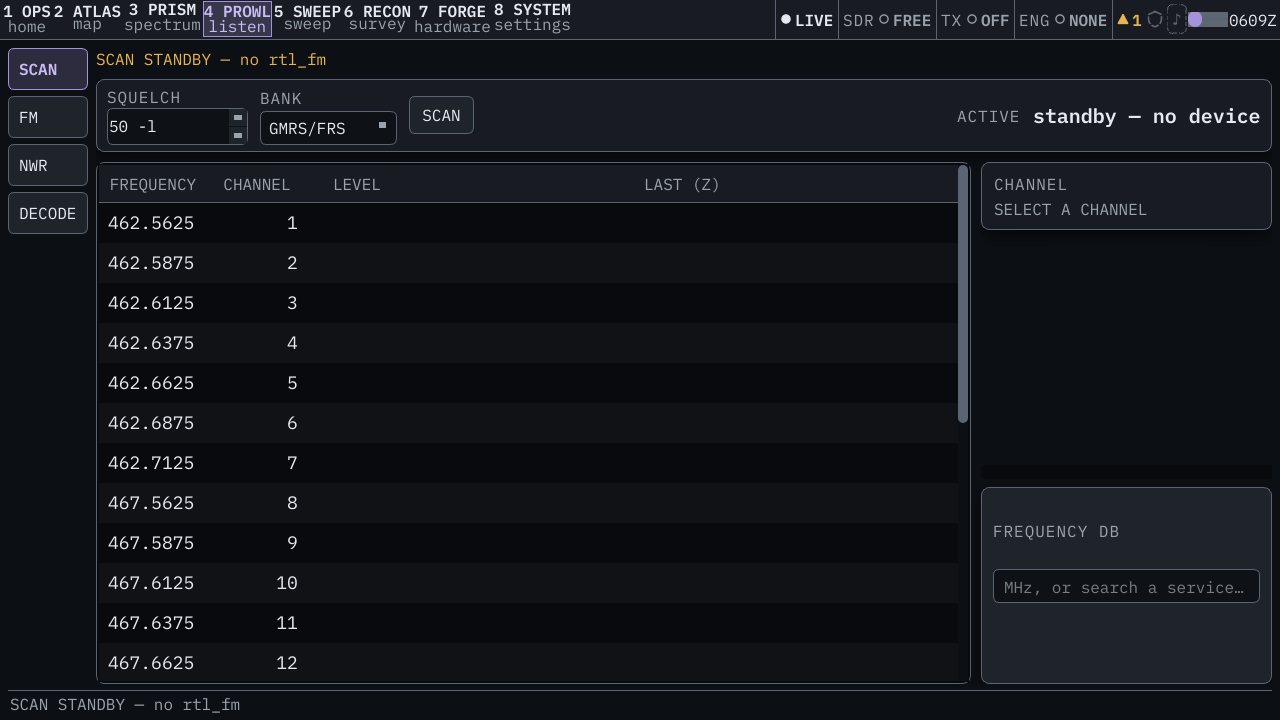 1 OPS 2 ATLAS 3 PRISM 4 PROWL 5 SWEEP 6 RECON 7 FORGE 8 SYSTEM
home map spectrum listen sweep survey hardware settings
LIVE SDR FREE TX OFF ENG NONE 1 0609Z
SCAN
FM
NWR
DECODE
SCAN STANDBY — no rtl_fm
SQUELCH BANK
50 -l GMRS/FRS SCAN ACTIVE standby — no device
FREQUENCY CHANNEL LEVEL LAST (Z)
462.5625 1
462.5875 2
462.6125 3
462.6375 4
462.6625 5
462.6875 6
462.7125 7
467.5625 8
467.5875 9
467.6125 10
467.6375 11
467.6625 12
CHANNEL
SELECT A CHANNEL
FREQUENCY DB
MHz, or search a service…
SCAN STANDBY — no rtl_fm